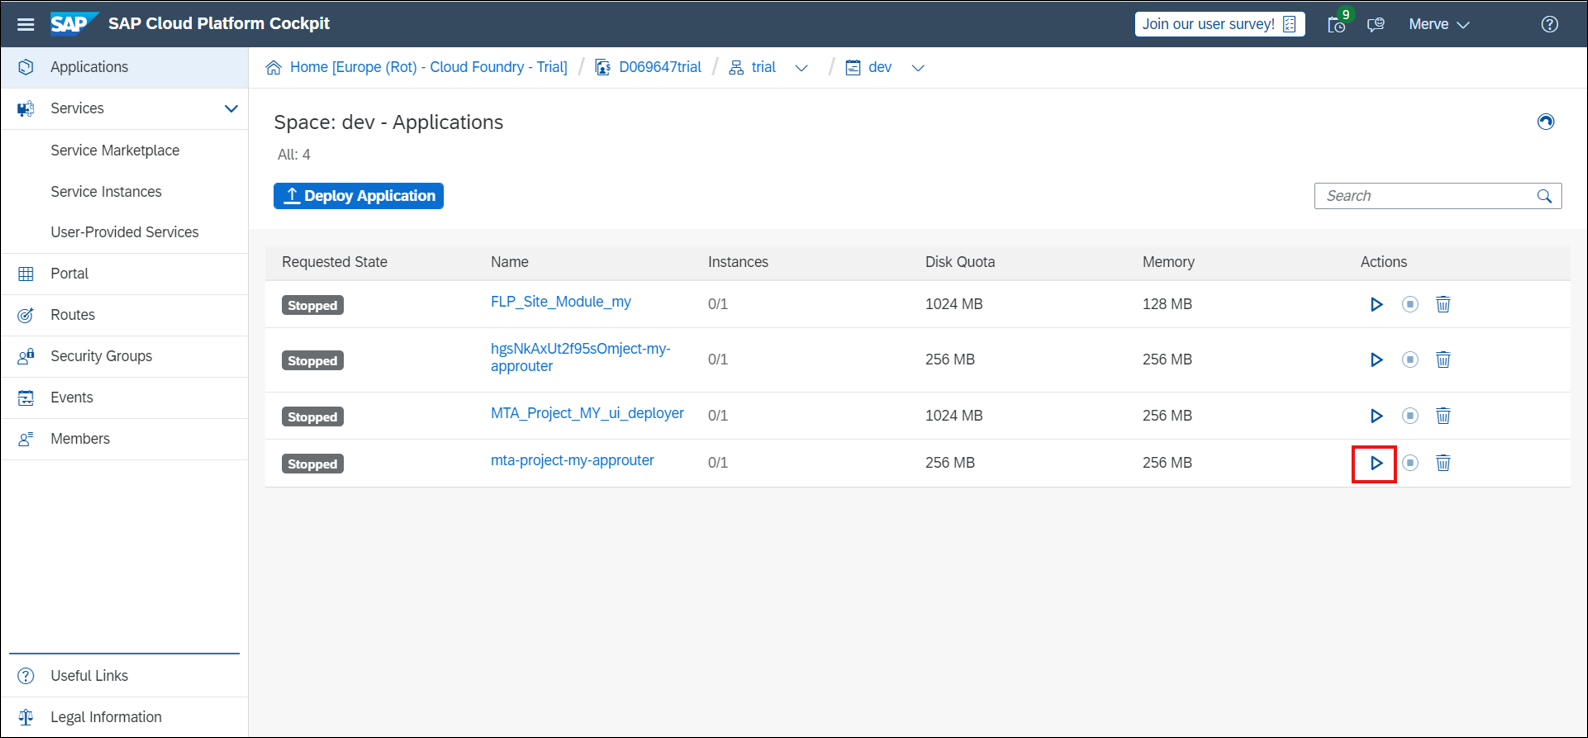 SAP SAP Cloud Platform Cockpit
Join our user survey!
9
Merve
Applications
Services
Service Marketplace
Service Instances
User-Provided Services
Portal
Routes
Security Groups
Events
Members
Useful Links
Legal Information
Home [Europe (Rot) - Cloud Foundry - Trial] / D069647trial / trial / dev
Space: dev - Applications
All: 4
Deploy Application
Search
Requested State Name Instances Disk Quota Memory Actions
Stopped FLP_Site_Module_my 0/1 1024 MB 128 MB
Stopped hgsNkAxUt2f95sOmject-my-
approuter 0/1 256 MB 256 MB
Stopped MTA_Project_MY_ui_deployer 0/1 1024 MB 256 MB
Stopped mta-project-my-approuter 0/1 256 MB 256 MB